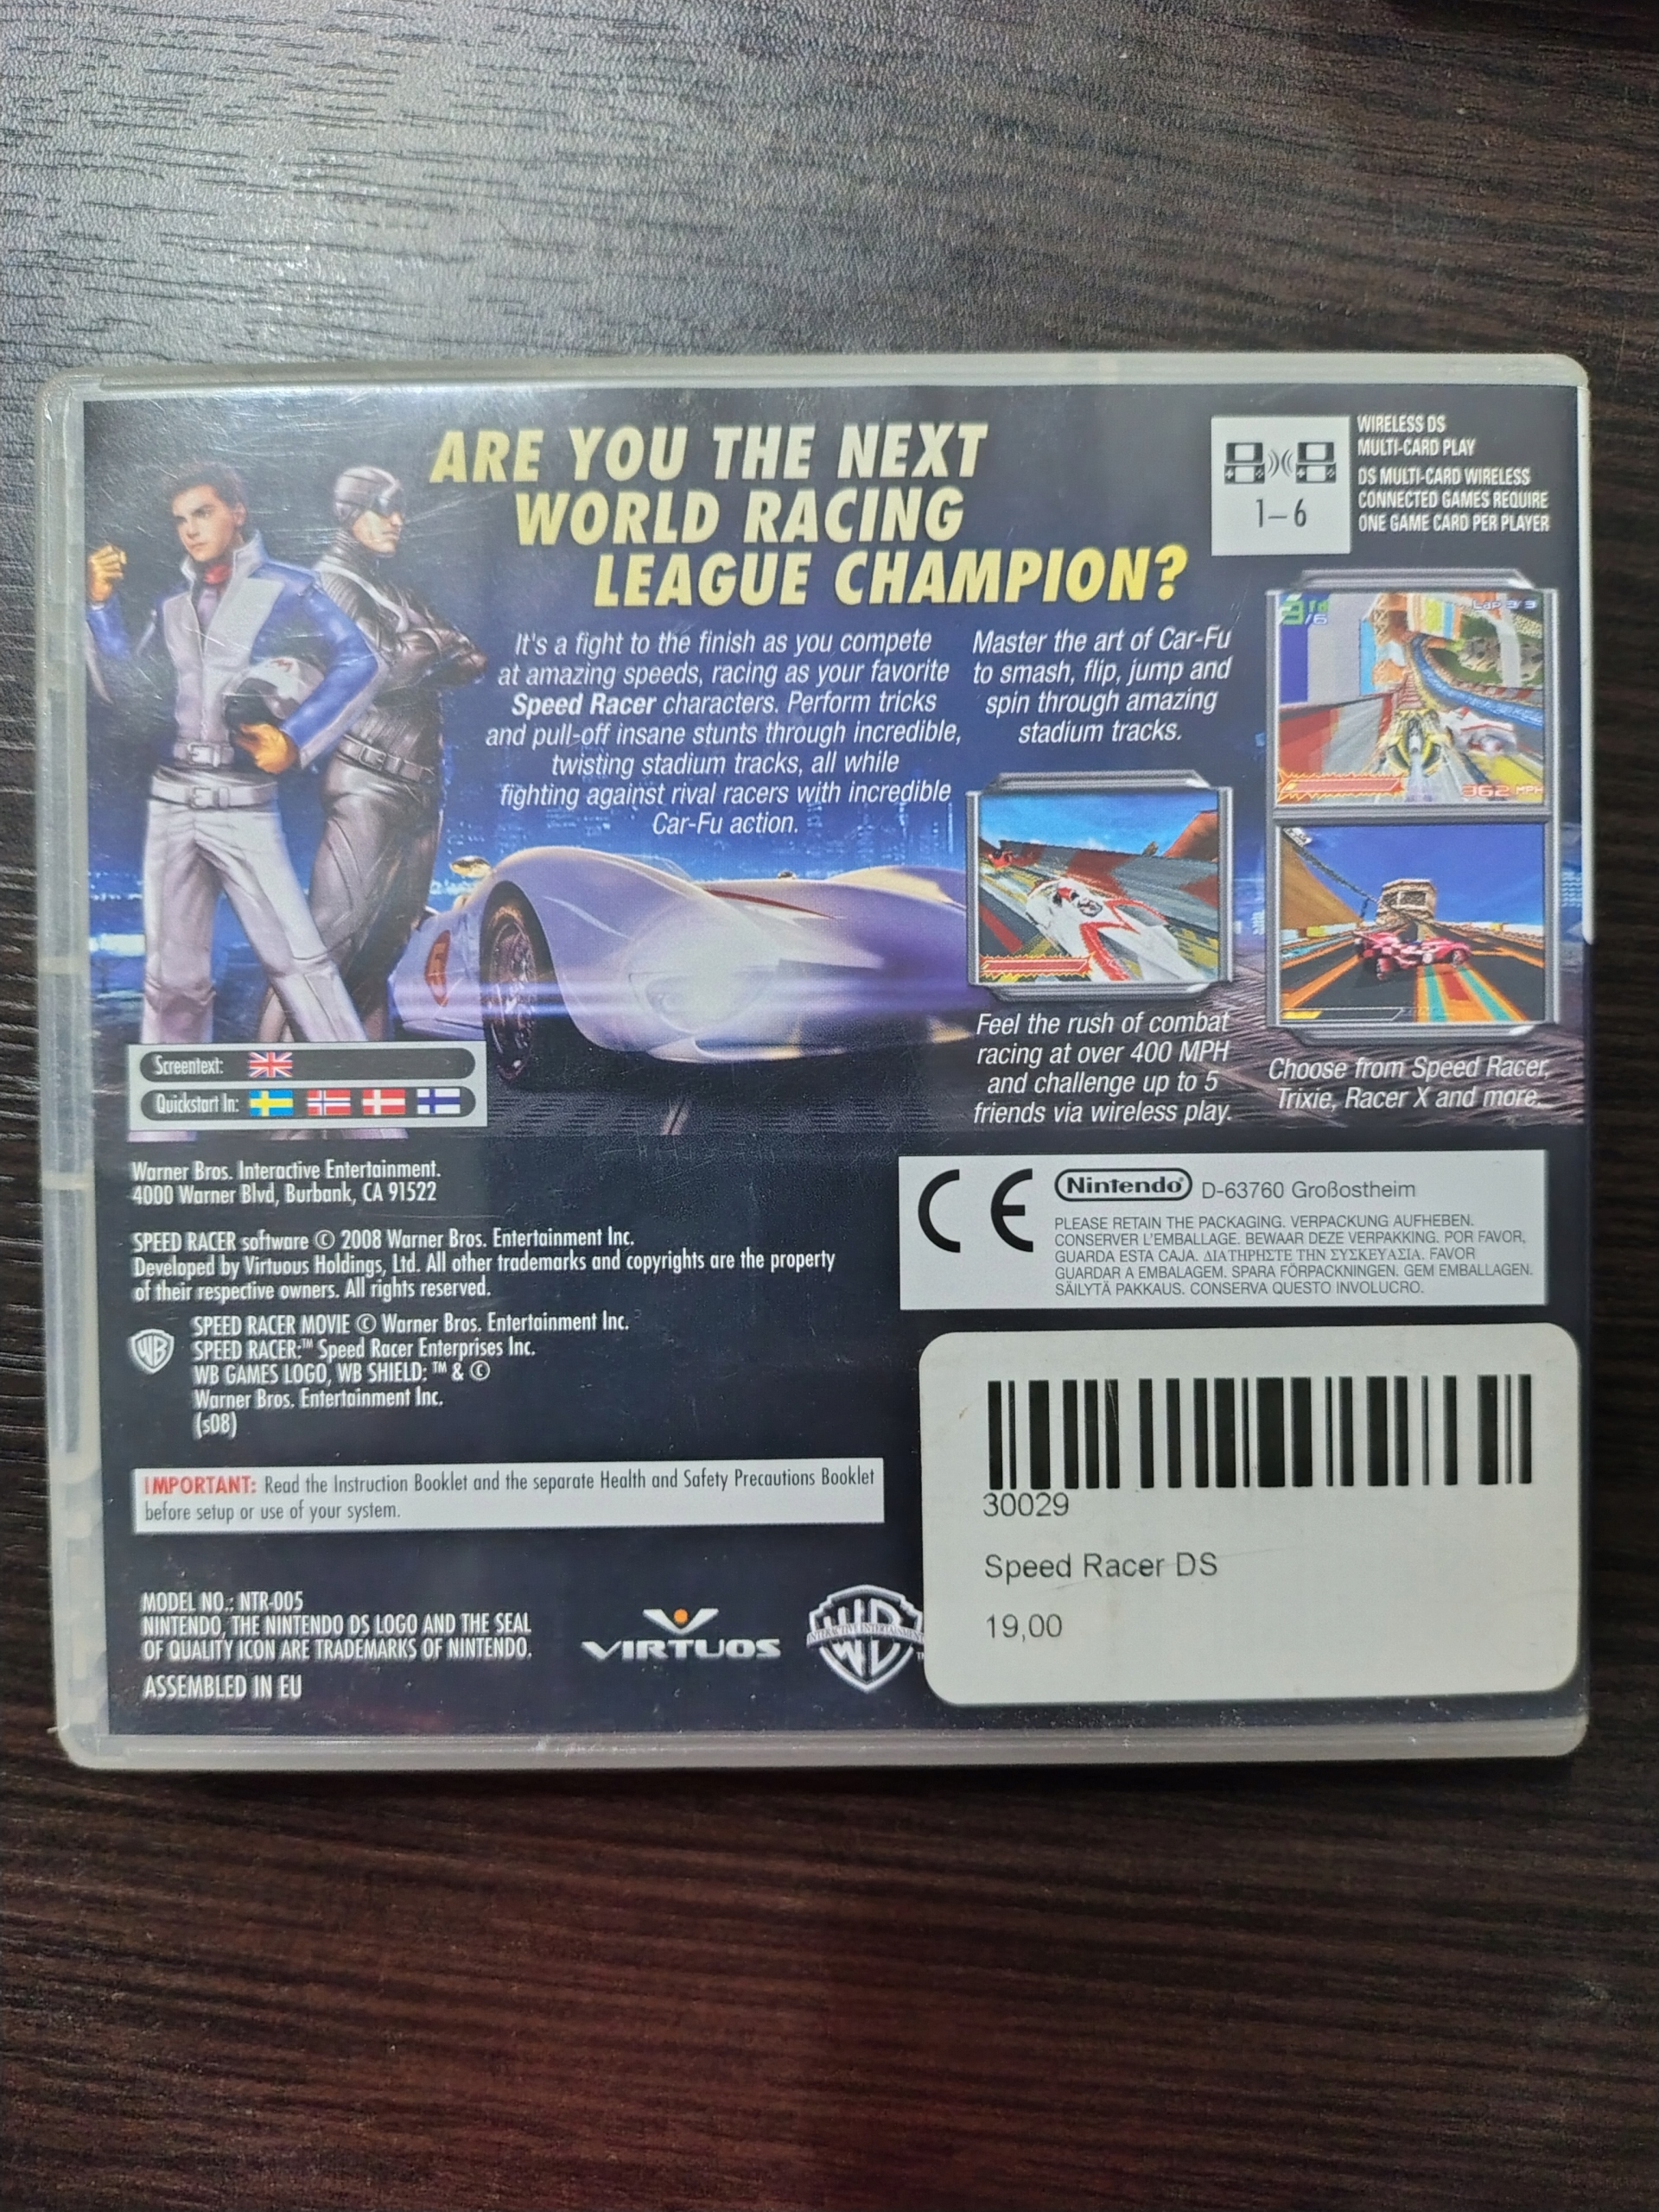 ARE YOU THE NEXT
WORLD RACING
LEAGUE CHAMPION?
WIRELESS DS
MULTI-CARD PLAY
DS MULTI-CARD WIRELESS
CONNECTED GAMES REQUIRE
ONE GAME CARD PER PLAYER
1–6
It's a fight to the finish as you compete
at amazing speeds, racing as your favorite
Speed Racer characters. Perform tricks
and pull-off insane stunts through incredible,
twisting stadium tracks, all while
fighting against rival racers with incredible
Car-Fu action.
Master the art of Car-Fu
to smash, flip, jump and
spin through amazing
stadium tracks.
3rd
/6
Lap 3/3
362 MPH
Feel the rush of combat
racing at over 400 MPH
and challenge up to 5
friends via wireless play.
Choose from Speed Racer,
Trixie, Racer X and more.
Screentext:
Quickstart In:
Warner Bros. Interactive Entertainment.
4000 Warner Blvd, Burbank, CA 91522
SPEED RACER software © 2008 Warner Bros. Entertainment Inc.
Developed by Virtuous Holdings, Ltd. All other trademarks and copyrights are the property
of their respective owners. All rights reserved.
WB
SPEED RACER MOVIE © Warner Bros. Entertainment Inc.
SPEED RACER:™ Speed Racer Enterprises Inc.
WB GAMES LOGO, WB SHIELD: ™ & ©
Warner Bros. Entertainment Inc.
(s08)
CE
Nintendo® D-63760 Großostheim
PLEASE RETAIN THE PACKAGING. VERPACKUNG AUFHEBEN.
CONSERVER L'EMBALLAGE. BEWAAR DEZE VERPAKKING. POR FAVOR,
GUARDA ESTA CAJA. ΔΙΑΤΗΡΗΣΤΕ ΤΗΝ ΣΥΣΚΕΥΑΣΙΑ. FAVOR
GUARDAR A EMBALAGEM. SPARA FÖRPACKNINGEN. GEM EMBALLAGEN.
SÄILYTÄ PAKKAUS. CONSERVA QUESTO INVOLUCRO.
IMPORTANT: Read the Instruction Booklet and the separate Health and Safety Precautions Booklet
before setup or use of your system.
30029
Speed Racer DS
19,00
MODEL NO.: NTR-005
NINTENDO, THE NINTENDO DS LOGO AND THE SEAL
OF QUALITY ICON ARE TRADEMARKS OF NINTENDO.
ASSEMBLED IN EU
VIRTUOS
WB
INTERACTIVE ENTERTAINMENT